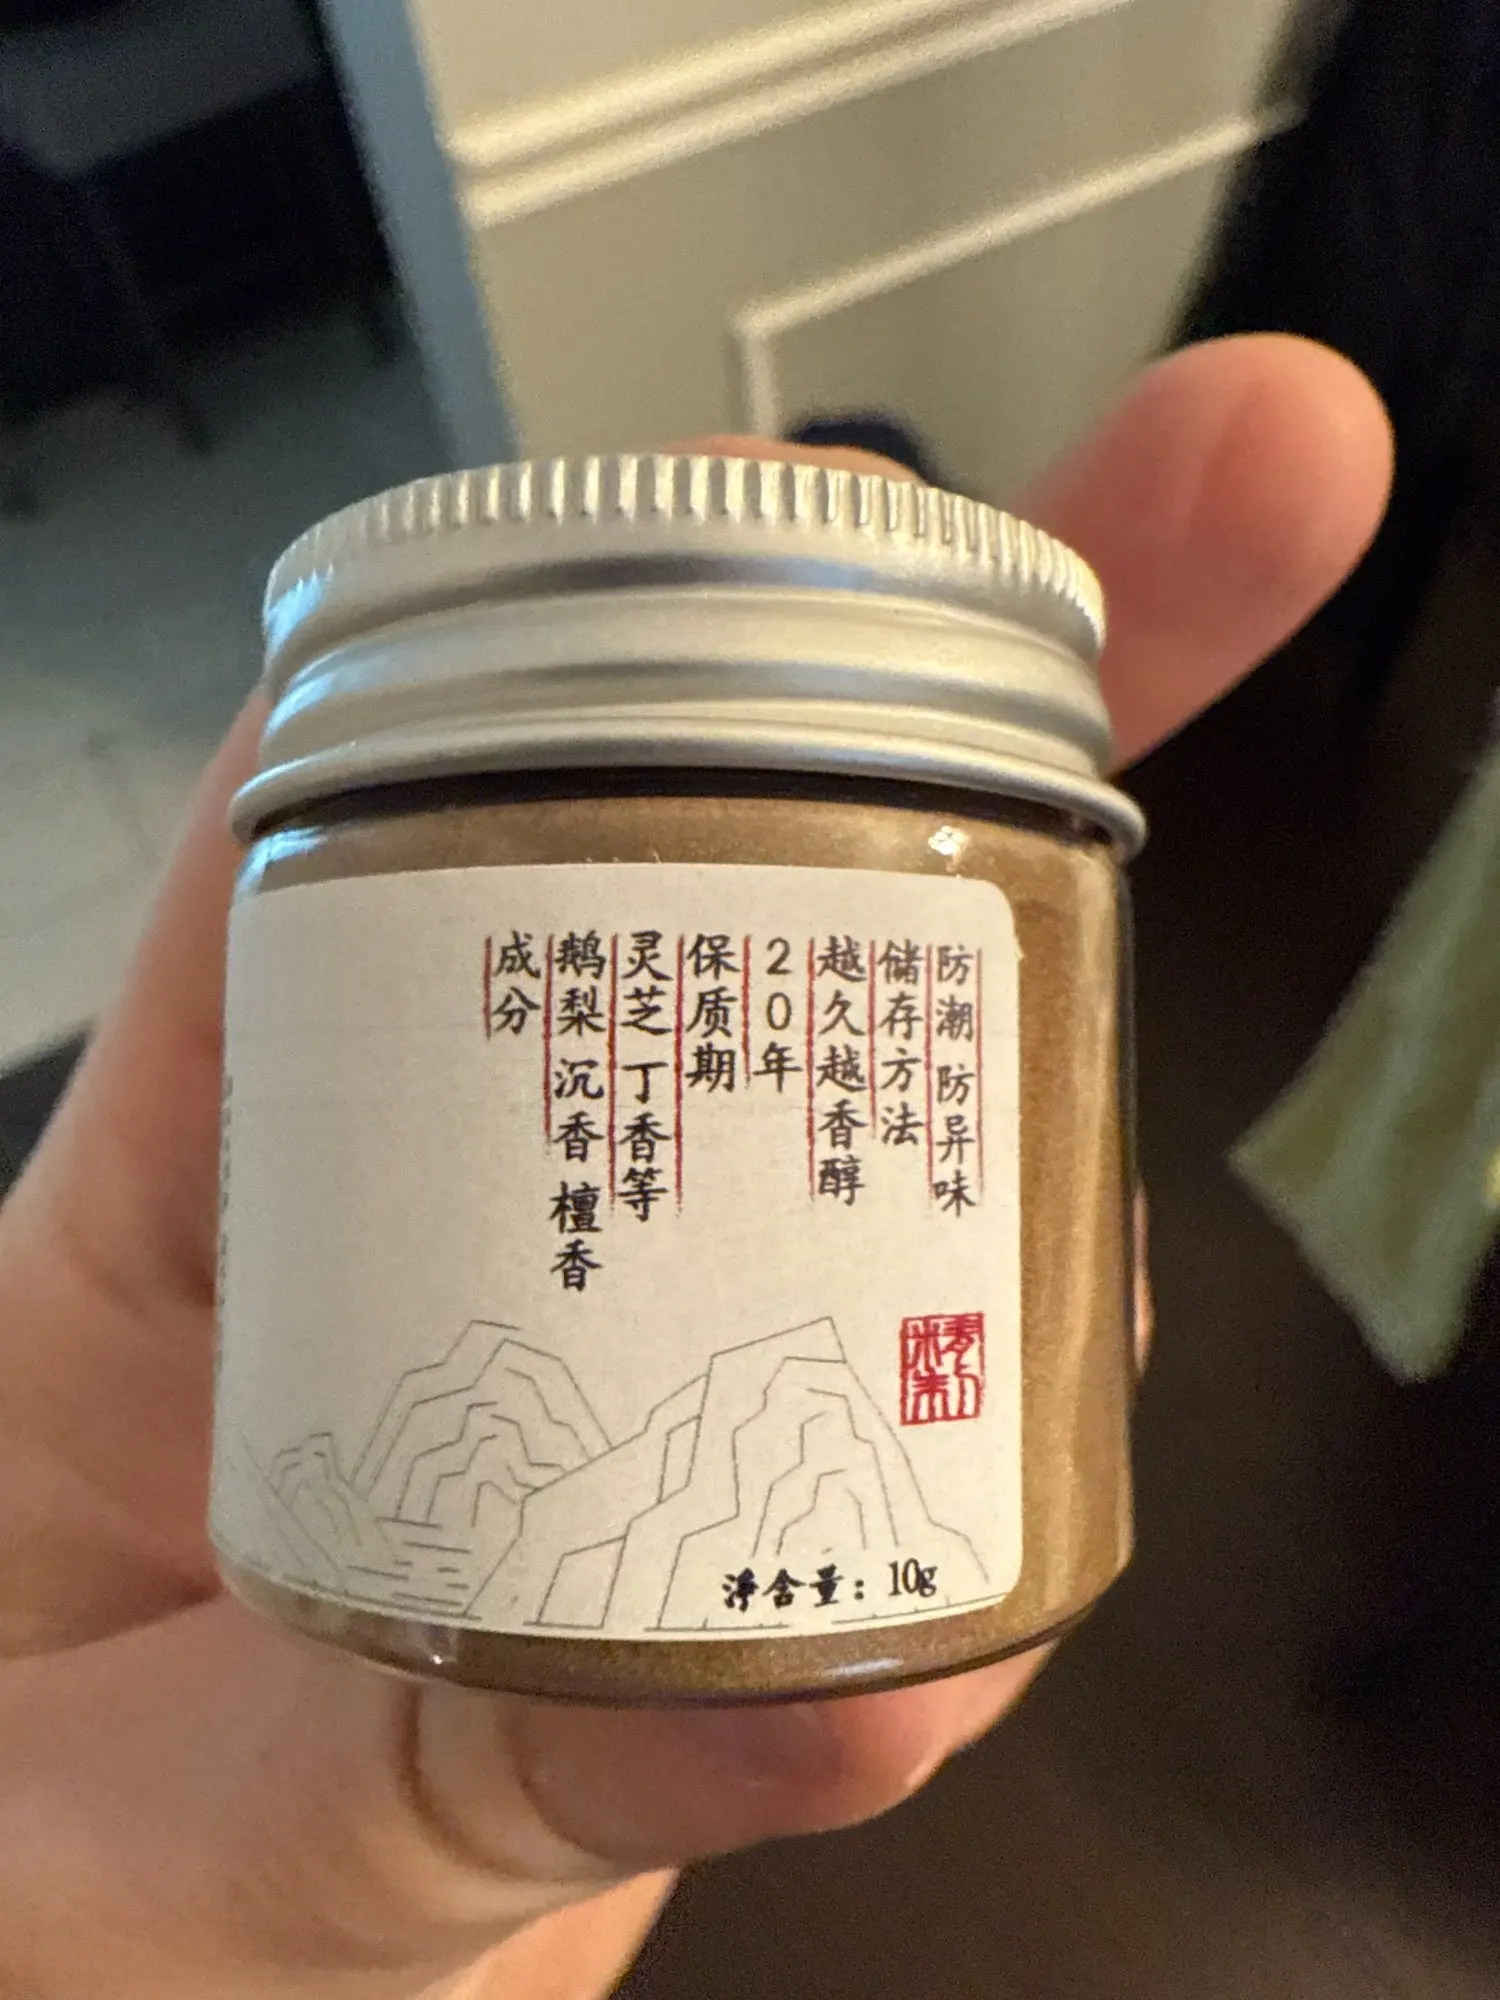 成分
鹅梨 沉香 檀香
灵芝 丁香等
保质期
20年
越久越香醇
储存方法
防潮 防异味
净含量：10g